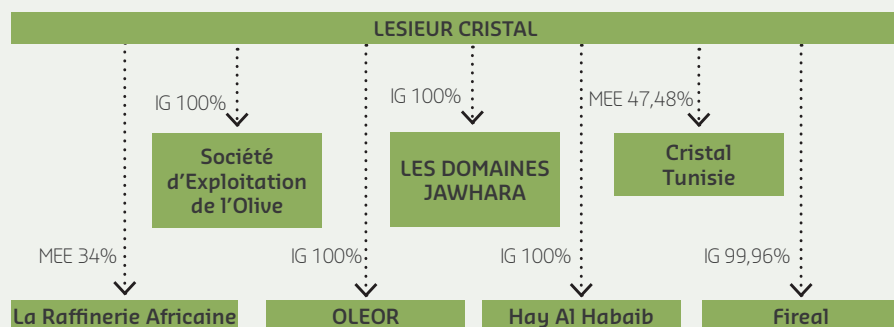 LESIEUR CRISTAL
IG 100%
IG 100%
MEE 47,48%
Société
d'Exploitation
de l'Olive
LES DOMAINES
JAWHARA
Cristal
Tunisie
MEE 34%
IG 100%
IG 100%
IG 99,96%
La Raffinerie Africaine
OLEOR
Hay Al Habaib
Fireal